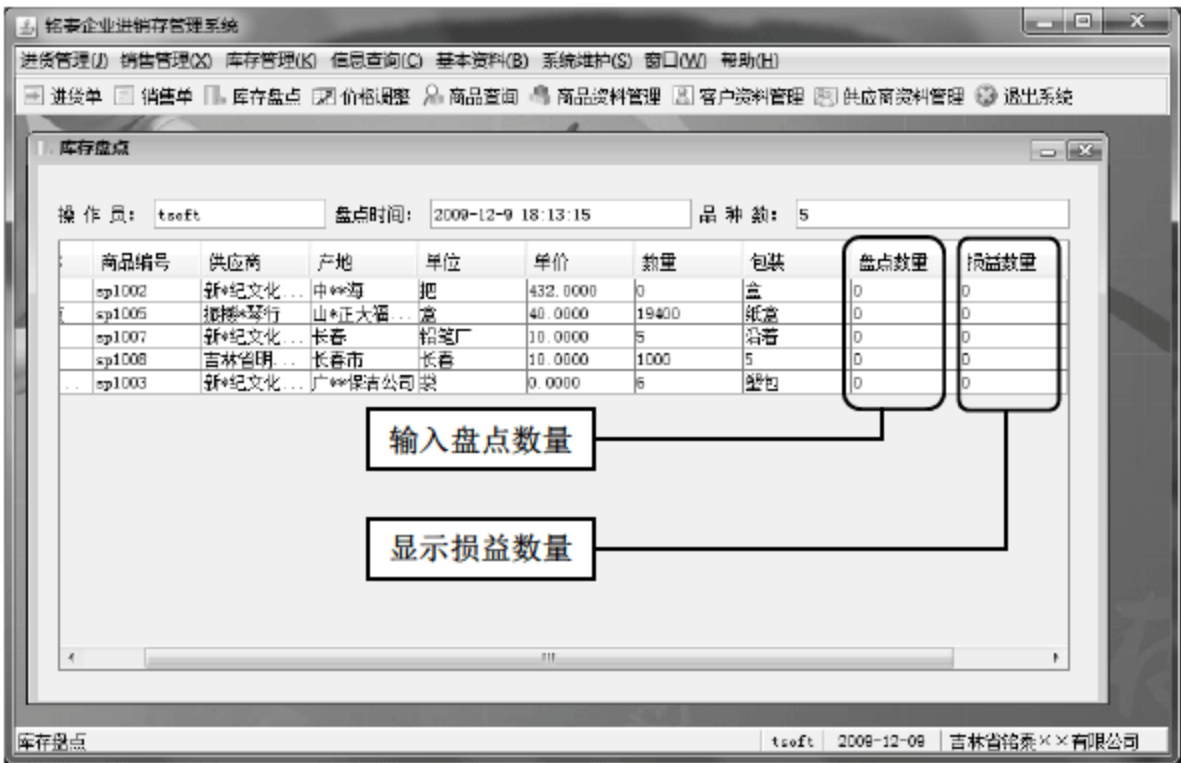 铭泰企业进销存管理系统
进货管理(J) 销售管理(X) 库存管理(K) 信息查询(C) 基本资料(B) 系统维护(S) 窗口(W) 帮助(H)
进货单 销售单 库存盘点 价格调整 商品查询 商品资料管理 客户资料管理 供应商资料管理 退出系统
库存盘点
操 作 员： tsoft 盘点时间： 2009-12-9 18:13:15 品 种 数： 5
商品编号 供应商 产地 单位 单价 数量 包装 盘点数量 损益数量
sp1002 新*纪文化... 中**海 把 432.0000 0 盒 0 0
sp1005 山*正大福... 盒 40.0000 19400 纸盒 0 0
sp1007 新*纪文化... 长春 铅笔厂 10.0000 5 沿着 0 0
sp1008 吉林省明... 长春市 长春 10.0000 1000 5 0 0
... sp1003 新*纪文化... 广**保洁公司 袋 0.0000 6 塑包 0 0
输入盘点数量
显示损益数量
库存盘点 tsoft 2009-12-09 吉林省铭泰××有限公司